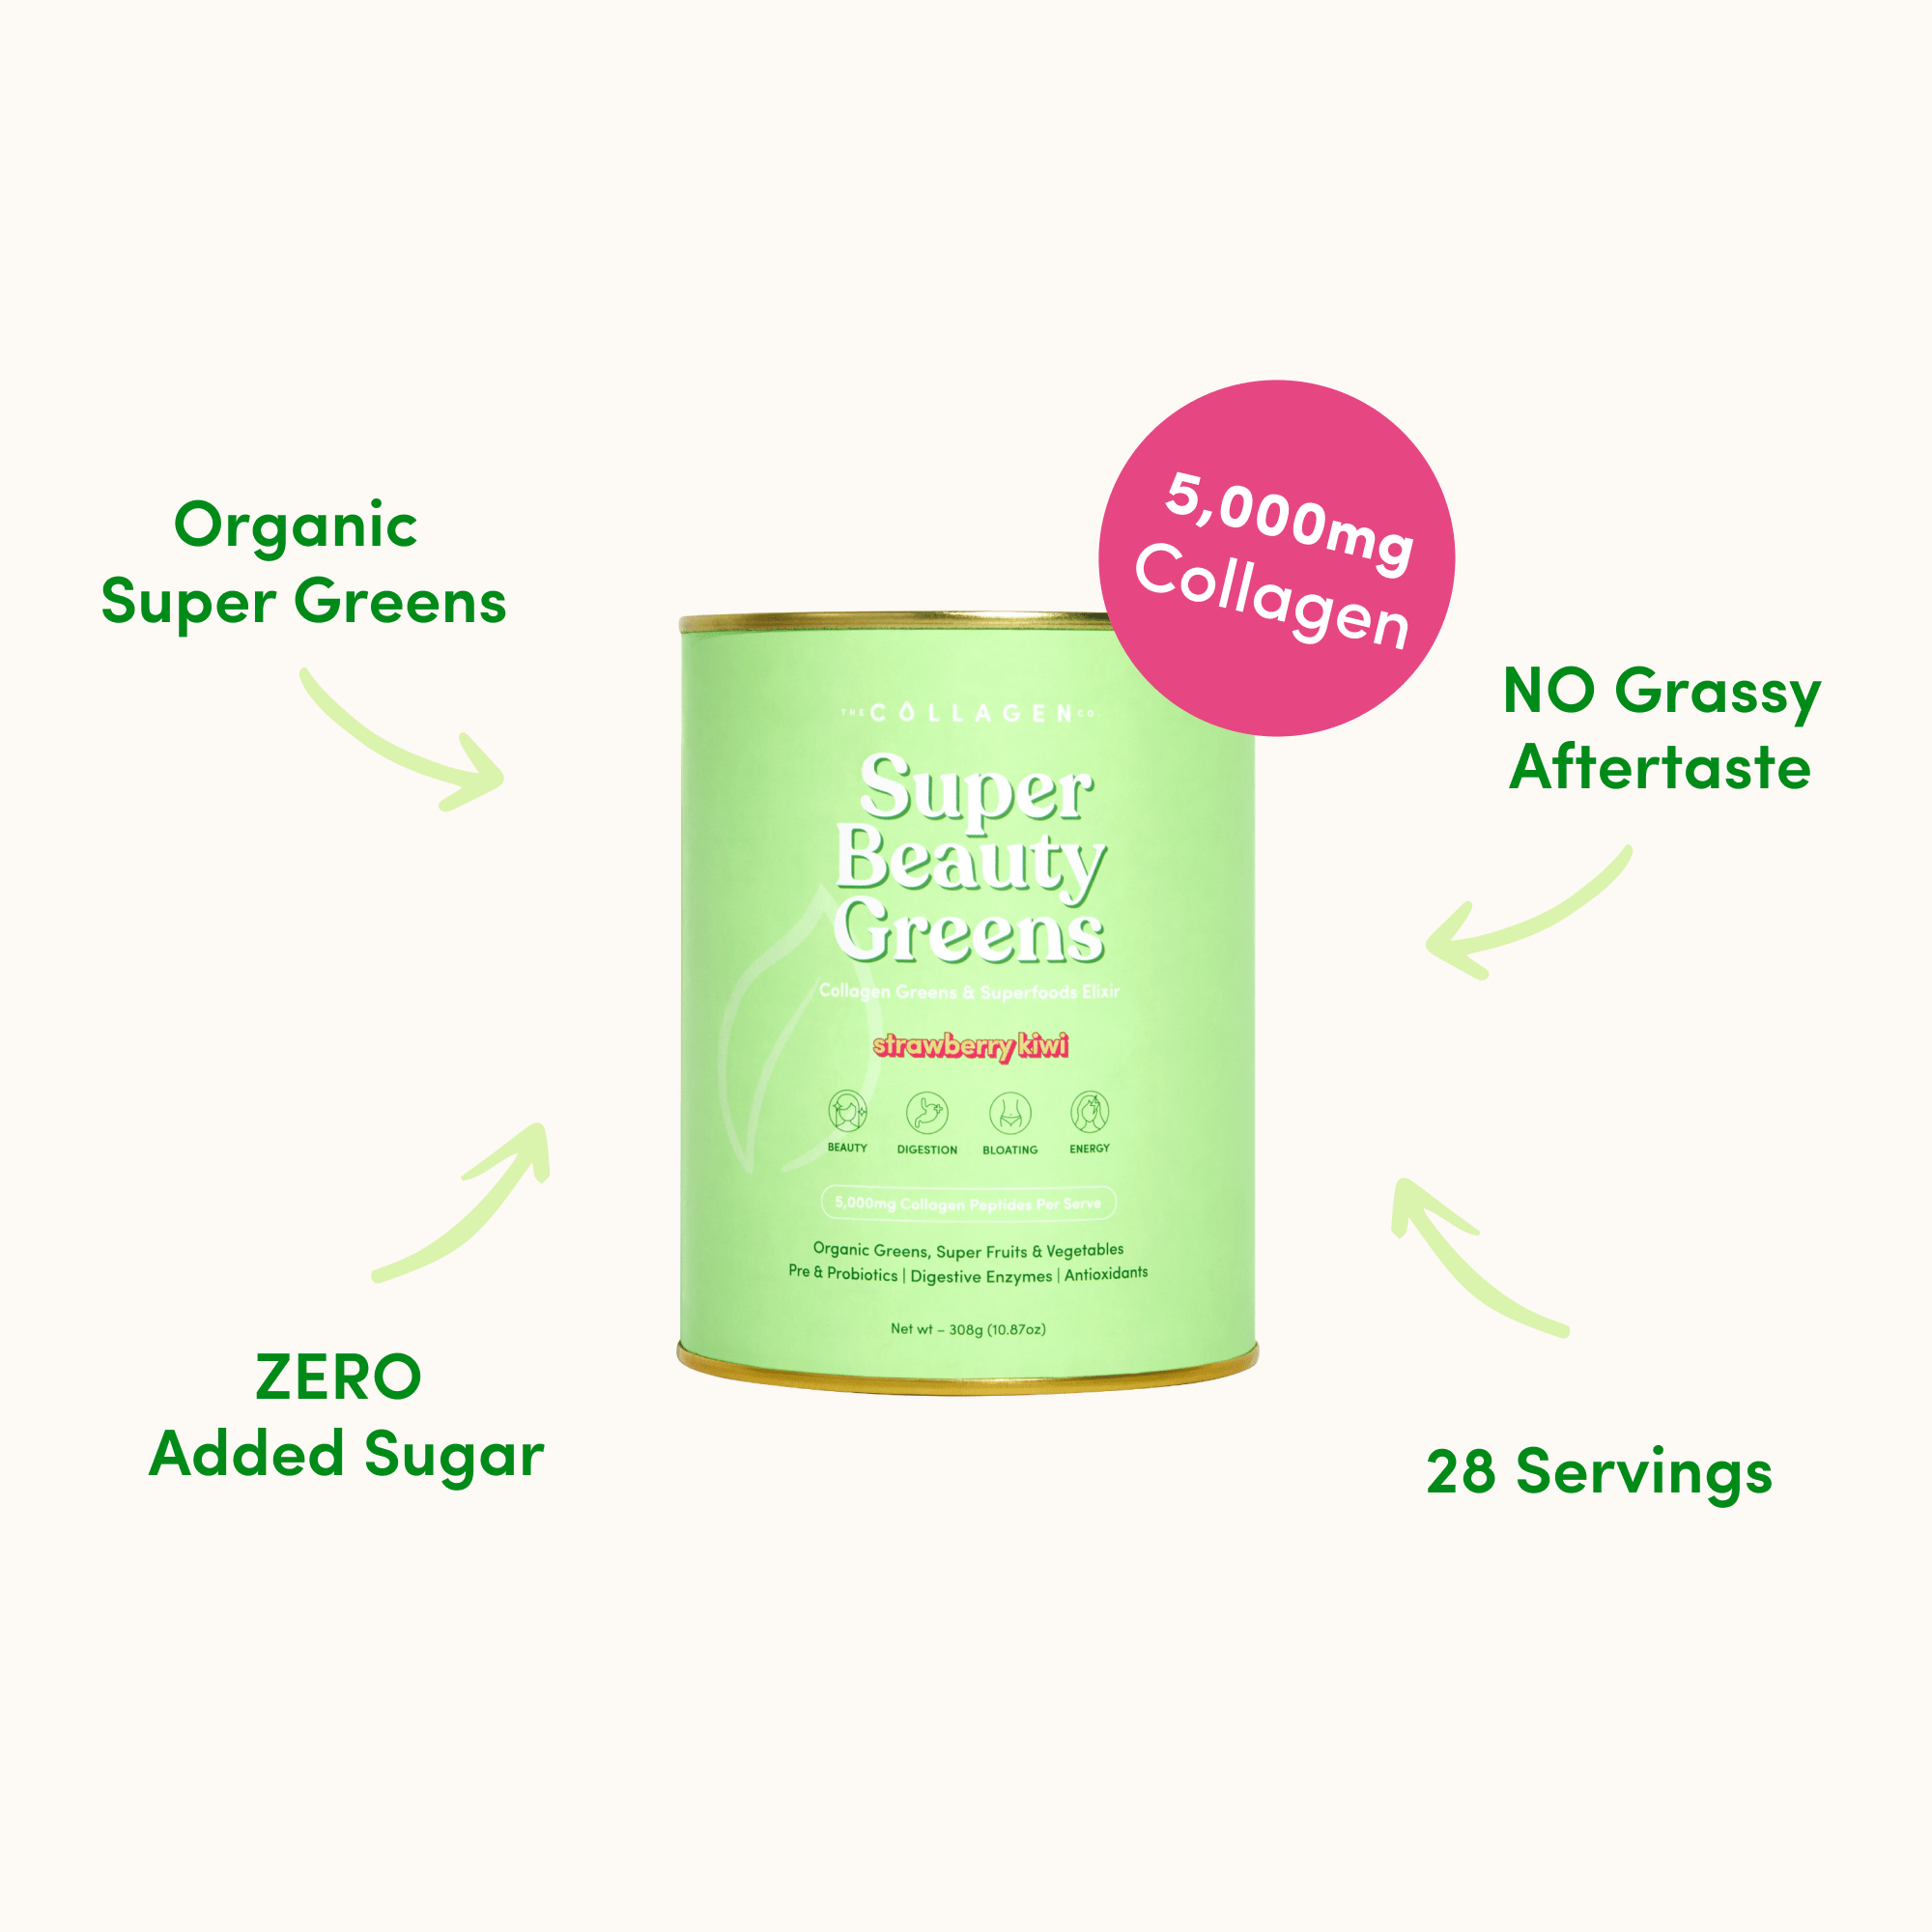 5,000mg
Collagen
Organic
Super Greens
NO Grassy
Aftertaste
THE COLLAGEN CO.
Super
Beauty
Greens
Collagen Greens & Superfoods Elixir
strawberry kiwi
BEAUTY DIGESTION BLOATING ENERGY
5,000mg Collagen Peptides Per Serve
Organic Greens, Super Fruits & Vegetables
Pre & Probiotics | Digestive Enzymes | Antioxidants
Net wt – 308g (10.87oz)
ZERO
Added Sugar
28 Servings